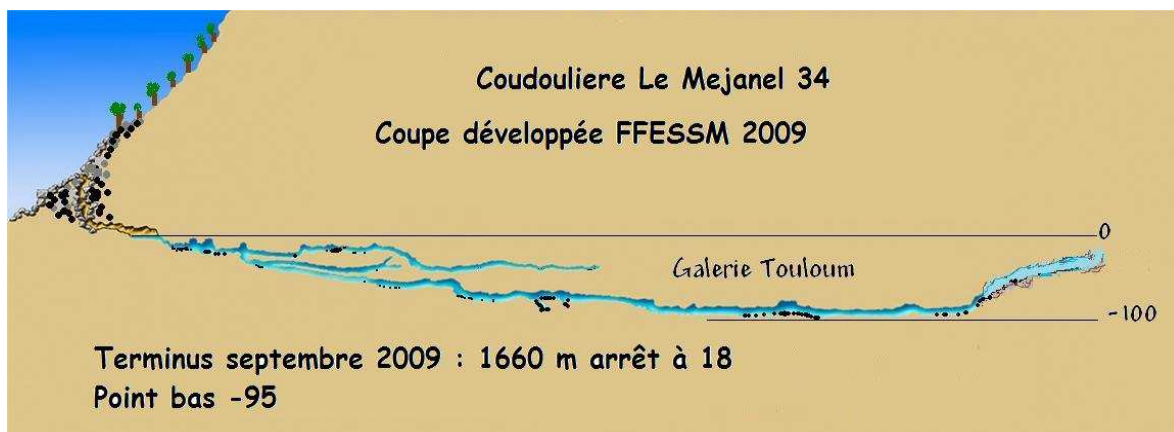 Coudouliere Le Mejanel 34
Coupe développée FFESSM 2009
0
Galerie Touloum
-100
Terminus septembre 2009 : 1660 m arrêt à 18
Point bas -95